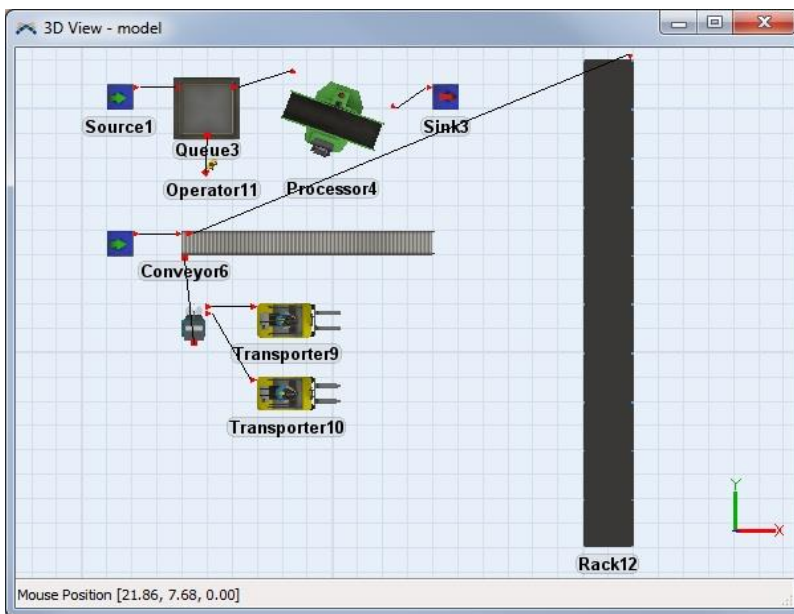 3D View - model
Source1
Queue3
Sink3
Operator11
Processor4
Conveyor6
Transporter9
Transporter10
Y
X
Rack12
Mouse Position [21.86, 7.68, 0.00]